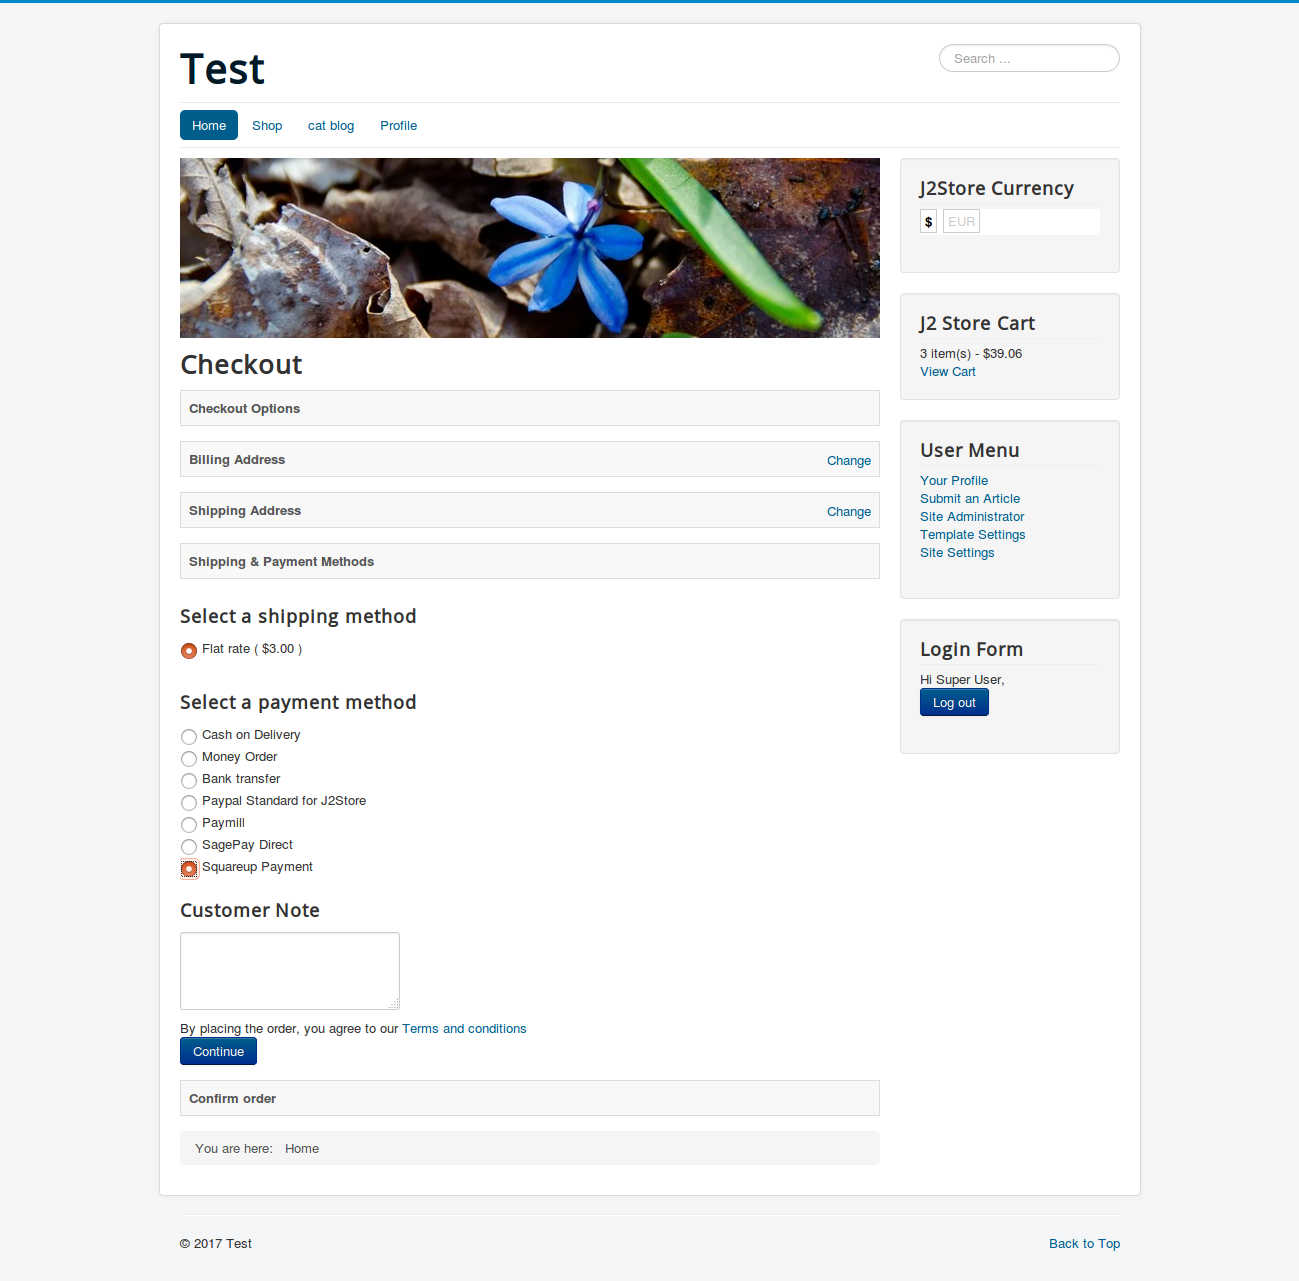 Test
Search ...
Home Shop cat blog Profile
J2Store Currency
$ EUR
J2 Store Cart
3 item(s) - $39.06
View Cart
User Menu
Your Profile
Submit an Article
Site Administrator
Template Settings
Site Settings
Login Form
Hi Super User,
Log out
Checkout
Checkout Options
Billing Address Change
Shipping Address Change
Shipping & Payment Methods
Select a shipping method
Flat rate ( $3.00 )
Select a payment method
Cash on Delivery
Money Order
Bank transfer
Paypal Standard for J2Store
Paymill
SagePay Direct
Squareup Payment
Customer Note
By placing the order, you agree to our Terms and conditions
Continue
Confirm order
You are here: Home
© 2017 Test Back to Top